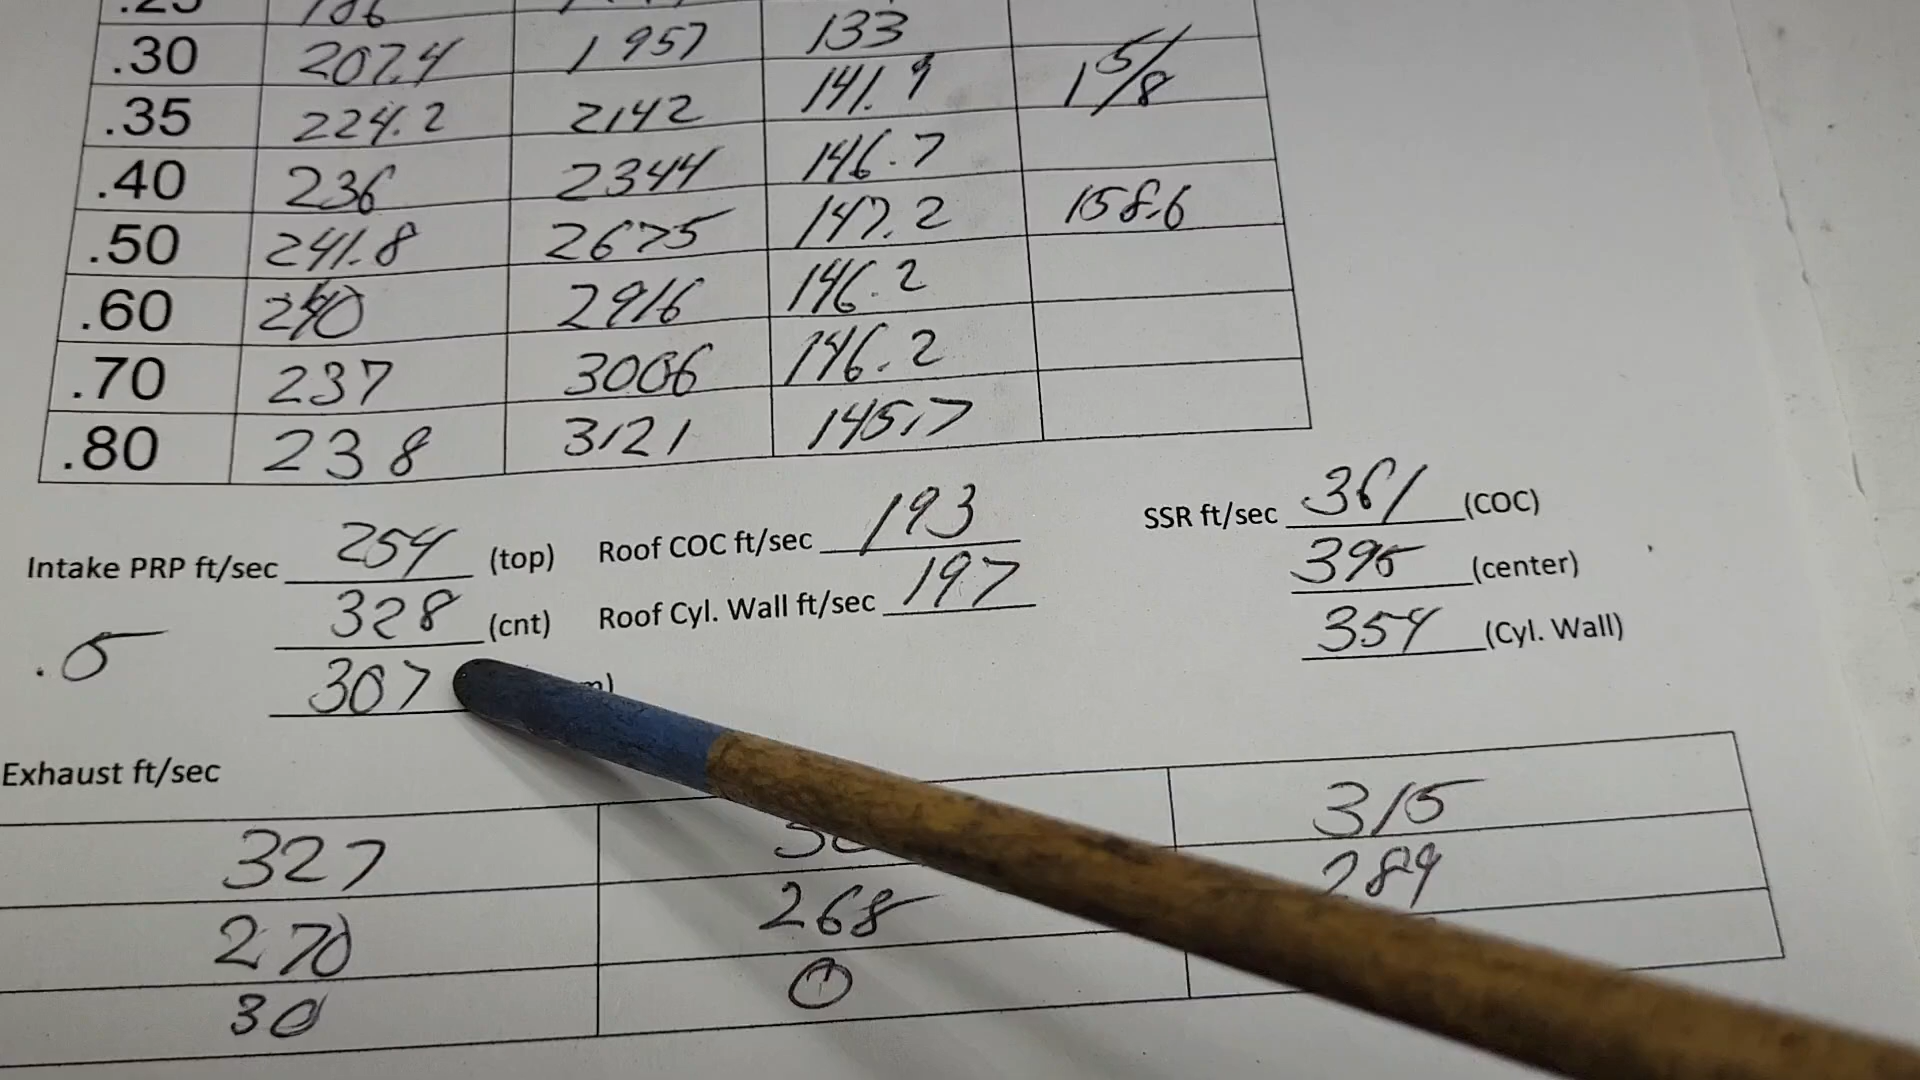 .25 186
.30 207.4 1957 133
.35 224.2 2142 141.9 1 5/8
.40 236 2344 146.7
.50 241.8 2675 147.2 158.6
.60 240 2916 146.2
.70 237 3006 146.2
.80 238 3121 145.7
Intake PRP ft/sec 254 (top) Roof COC ft/sec 193 SSR ft/sec 361 (COC)
328 (cnt) Roof Cyl. Wall ft/sec 197 395 (center)
.5 307 354 (Cyl. Wall)
Exhaust ft/sec
327 315
270 268 289
30 0